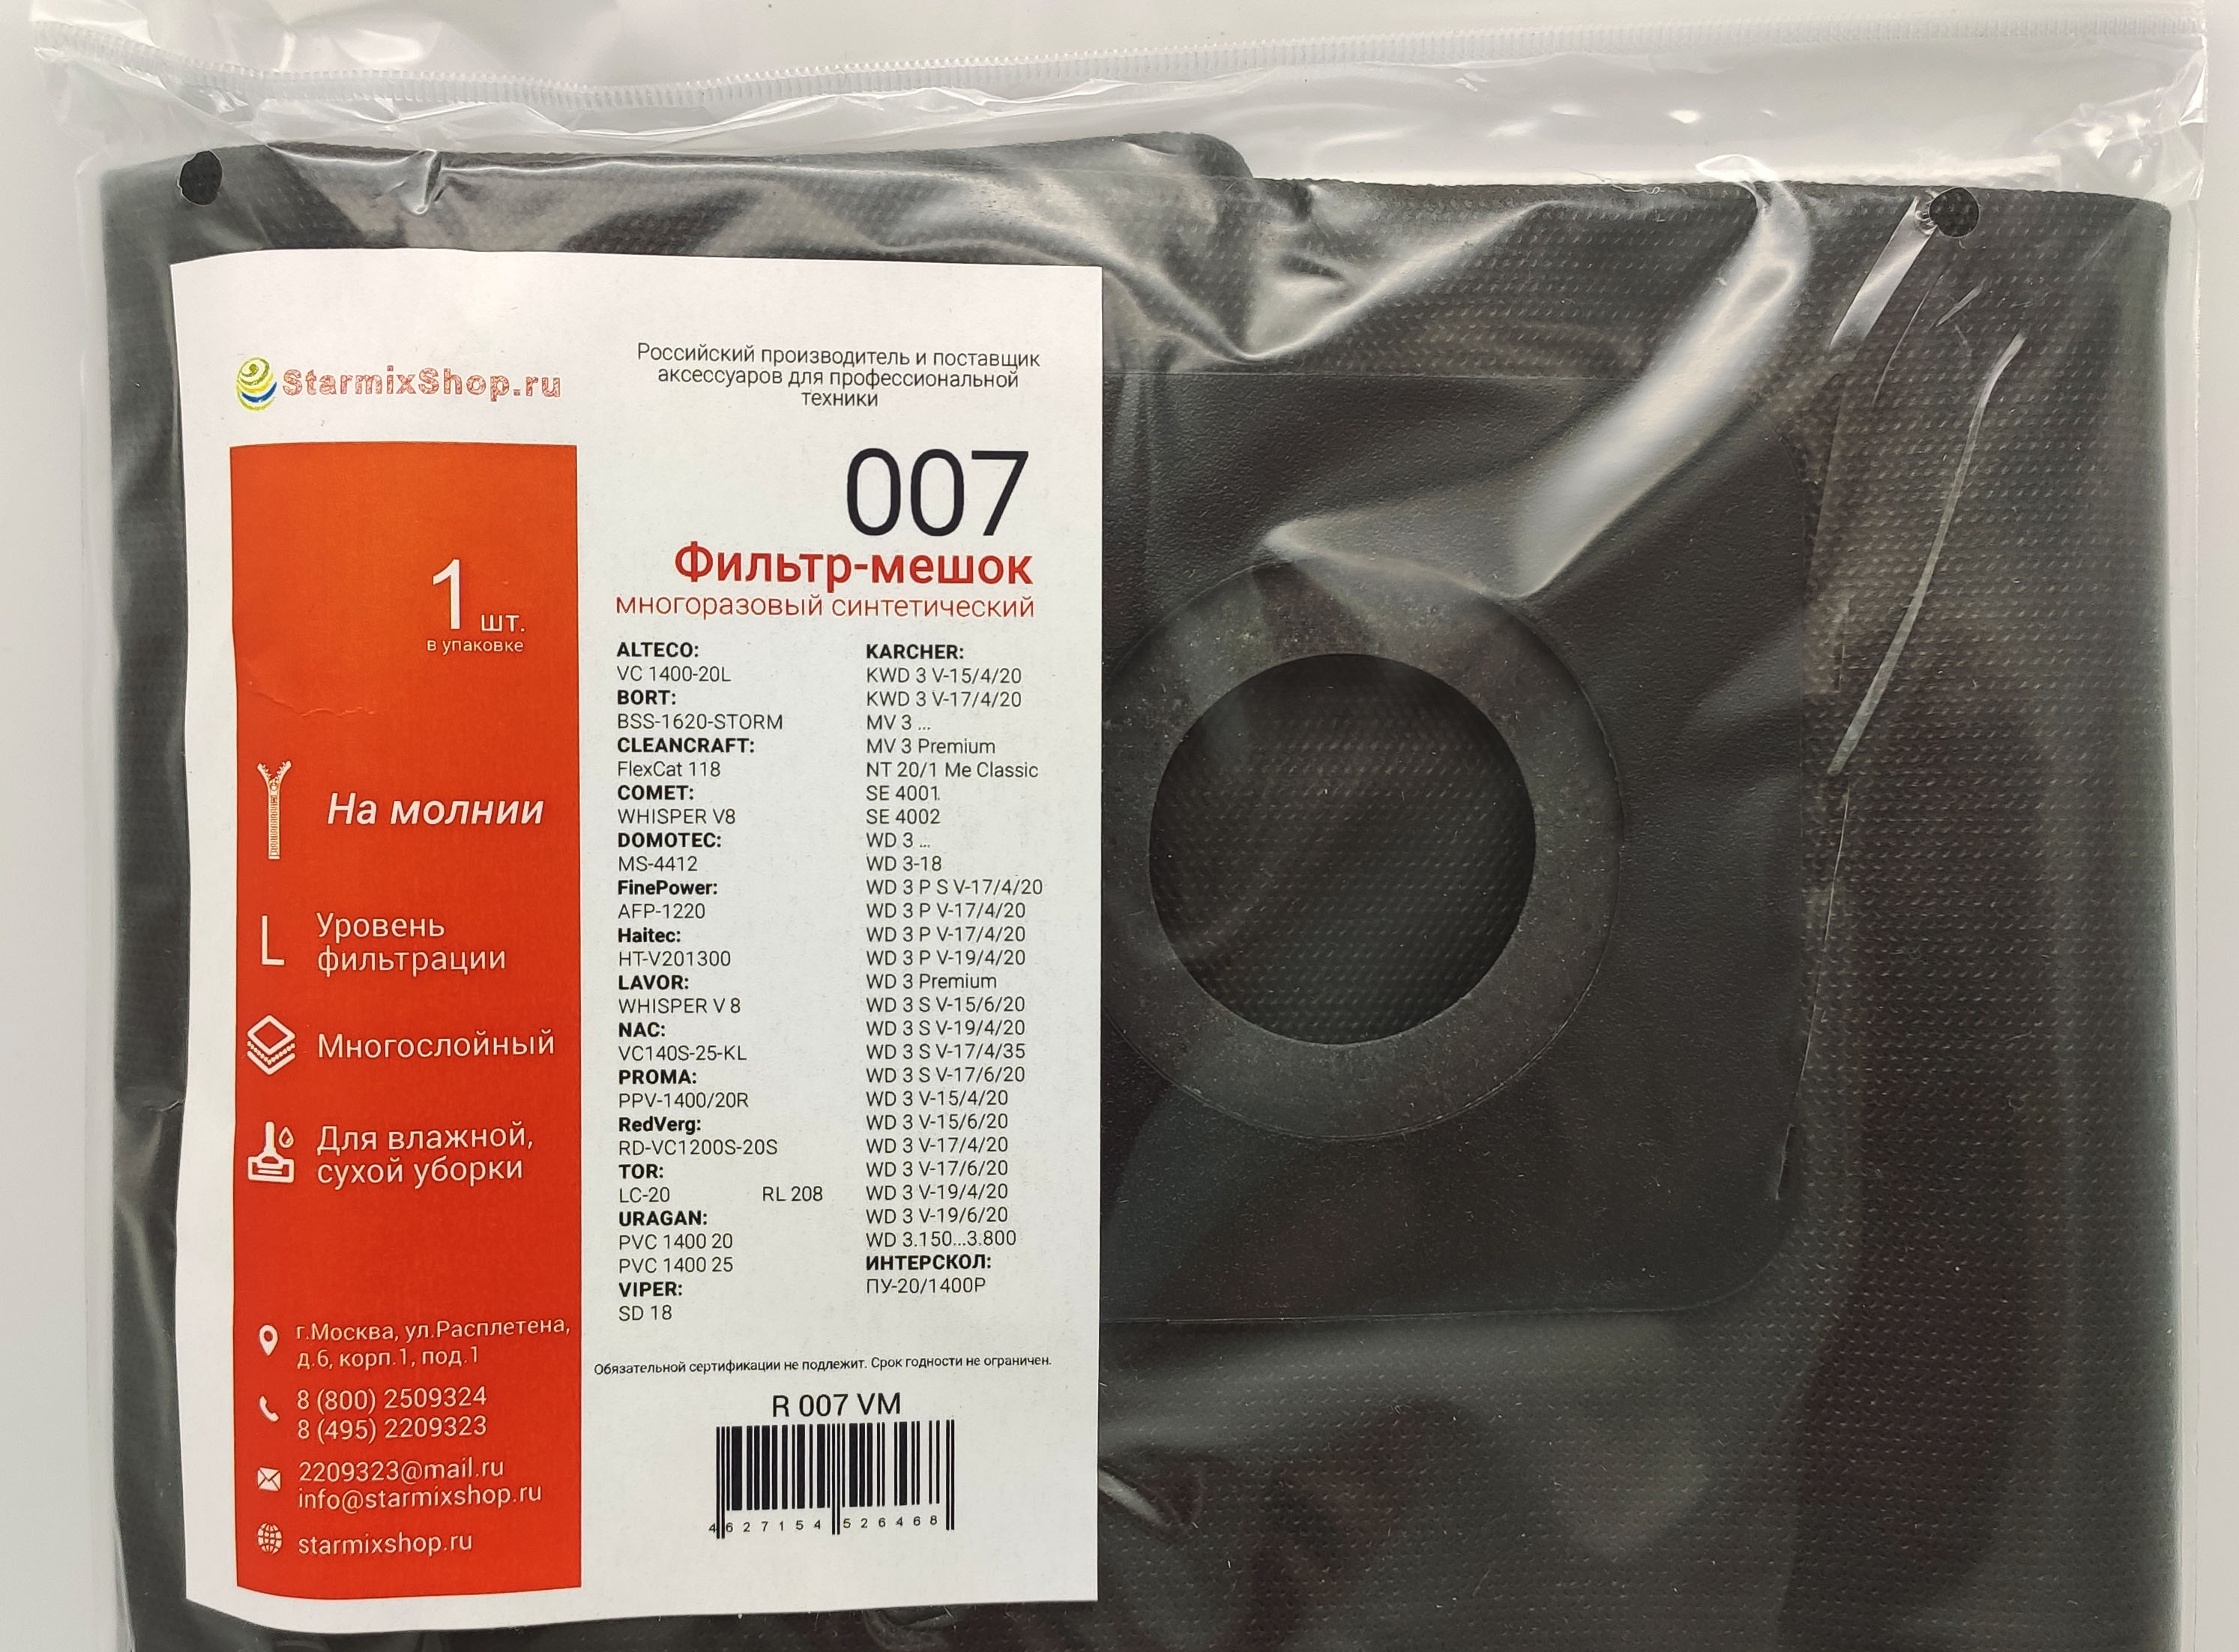 StarmixShop.ru
Российский производитель и поставщик
аксессуаров для профессиональной
техники
007
Фильтр-мешок
многоразовый синтетический
1 шт.
в упаковке
На молнии
L Уровень
фильтрации
Многослойный
Для влажной,
сухой уборки
г.Москва, ул.Расплетена,
д.6, корп.1, под.1
8 (800) 2509324
8 (495) 2209323
2209323@mail.ru
info@starmixshop.ru
starmixshop.ru
ALTECO:
VC 1400-20L
BORT:
BSS-1620-STORM
CLEANCRAFT:
FlexCat 118
COMET:
WHISPER V8
DOMOTEC:
MS-4412
FinePower:
AFP-1220
Haitec:
HT-V201300
LAVOR:
WHISPER V 8
NAC:
VC140S-25-KL
PROMA:
PPV-1400/20R
RedVerg:
RD-VC1200S-20S
TOR:
LC-20 RL 208
URAGAN:
PVC 1400 20
PVC 1400 25
VIPER:
SD 18
KARCHER:
KWD 3 V-15/4/20
KWD 3 V-17/4/20
MV 3 ...
MV 3 Premium
NT 20/1 Me Classic
SE 4001
SE 4002
WD 3 ...
WD 3-18
WD 3 P S V-17/4/20
WD 3 P V-17/4/20
WD 3 P V-17/4/20
WD 3 P V-19/4/20
WD 3 Premium
WD 3 S V-15/6/20
WD 3 S V-19/4/20
WD 3 S V-17/4/35
WD 3 S V-17/6/20
WD 3 V-15/4/20
WD 3 V-15/6/20
WD 3 V-17/4/20
WD 3 V-17/6/20
WD 3 V-19/4/20
WD 3 V-19/6/20
WD 3.150...3.800
ИНТЕРСКОЛ:
ПУ-20/1400Р
Обязательной сертификации не подлежит. Срок годности не ограничен.
R 007 VM
4 627154 526468